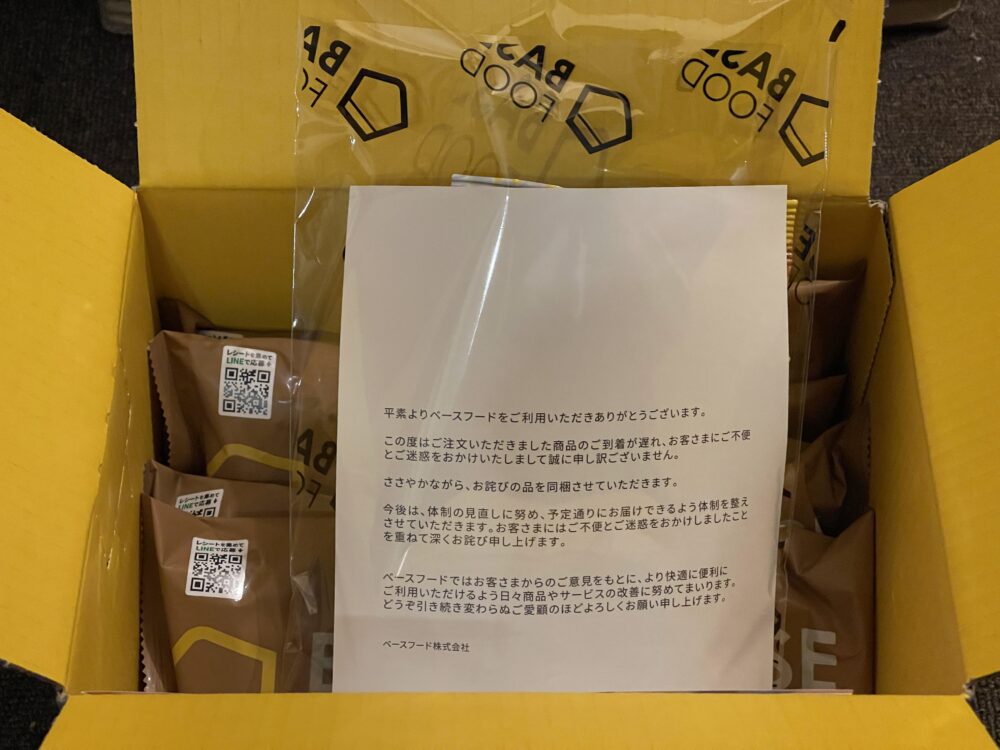 BASE
FOOD
BASE
FOOD
レシートを集めて
LINEで応募
平素よりベースフードをご利用いただきありがとうございます。
この度はご注文いただきました商品のご到着が遅れ、お客さまにご不便
とご迷惑をおかけいたしまして誠に申し訳ございません。
ささやかながら、お詫びの品を同梱させていただきます。
今後は、体制の見直しに努め、予定通りにお届けできるよう体制を整え
させていただきます。お客さまにはご不便とご迷惑をおかけしましたこと
を重ねて深くお詫び申し上げます。
ベースフードではお客さまからのご意見をもとに、より快適に便利に
ご利用いただけるよう日々商品やサービスの改善に努めてまいります。
どうぞ引き続き変わらぬご愛顧のほどよろしくお願い申し上げます。
ベースフード株式会社
レシートを集めて
レシートを集めて
LINEで応募